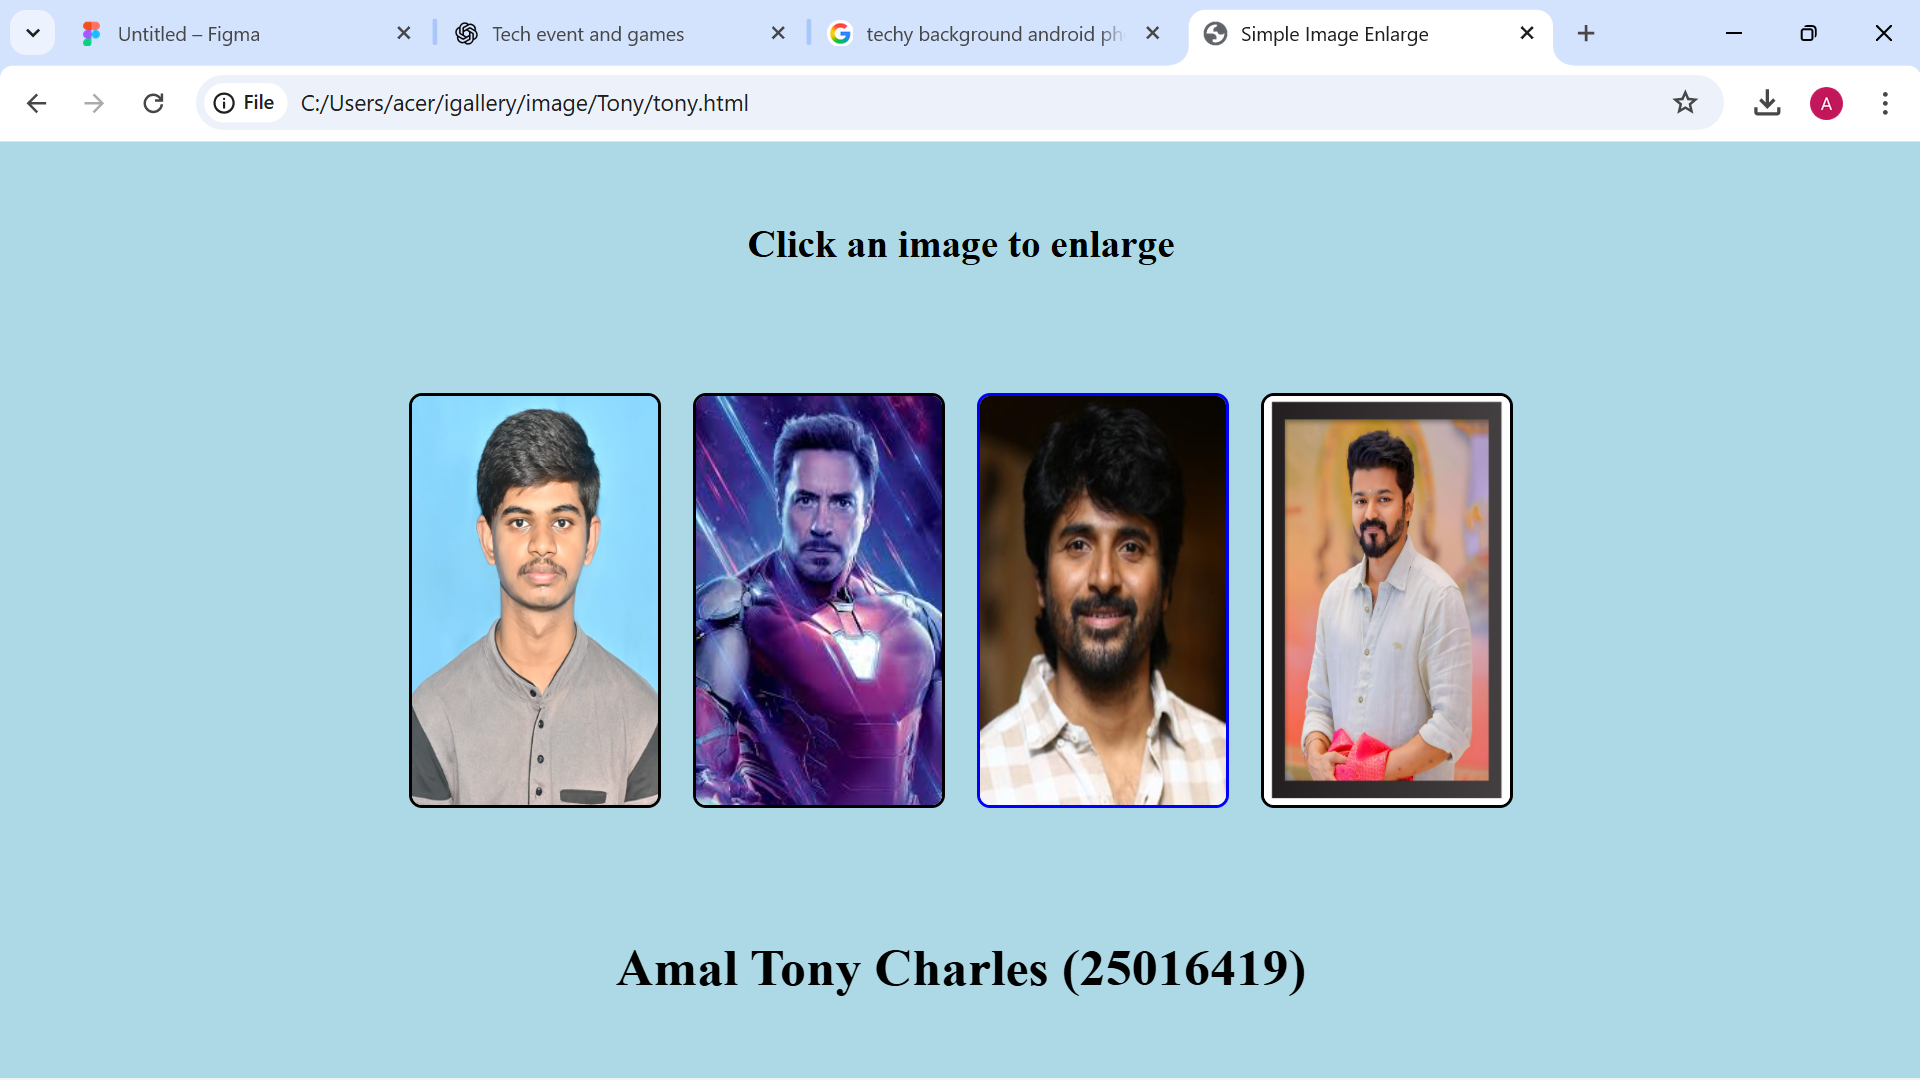 Untitled – Figma
Tech event and games
techy background android ph
Simple Image Enlarge
File
C:/Users/acer/igallery/image/Tony/tony.html
A
Click an image to enlarge
Amal Tony Charles (25016419)